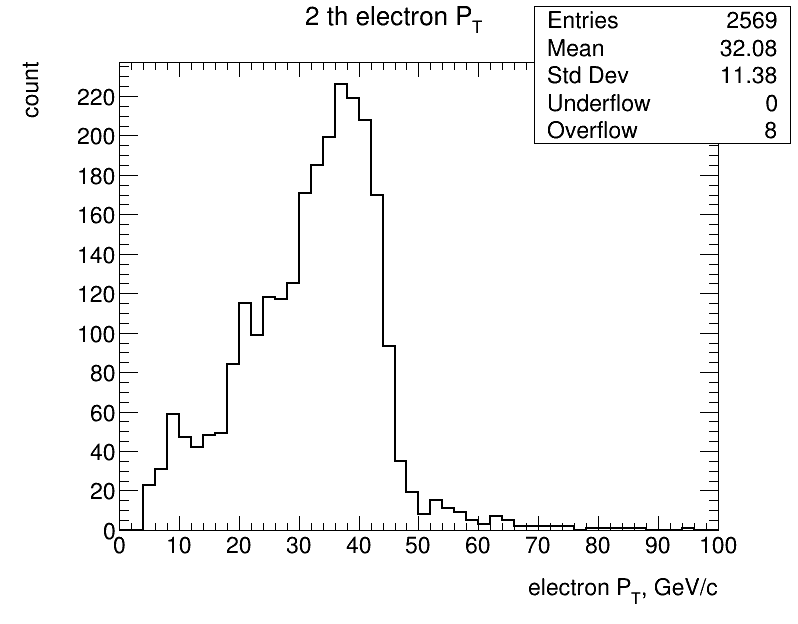 2 th electron P_T
Entries 2569
Mean 32.08
Std Dev 11.38
Underflow 0
Overflow 8
count
220
200
180
160
140
120
100
80
60
40
20
0
0 10 20 30 40 50 60 70 80 90 100
electron P_T, GeV/c